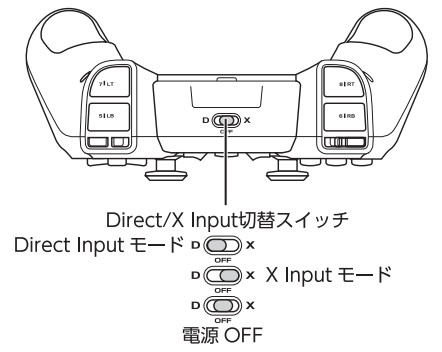 7 LT
8 RT
5 LB
6 RB
D X
OFF
Direct/X Input切替スイッチ
Direct Input モード D X
OFF
D X X Input モード
OFF
D X
OFF
電源 OFF